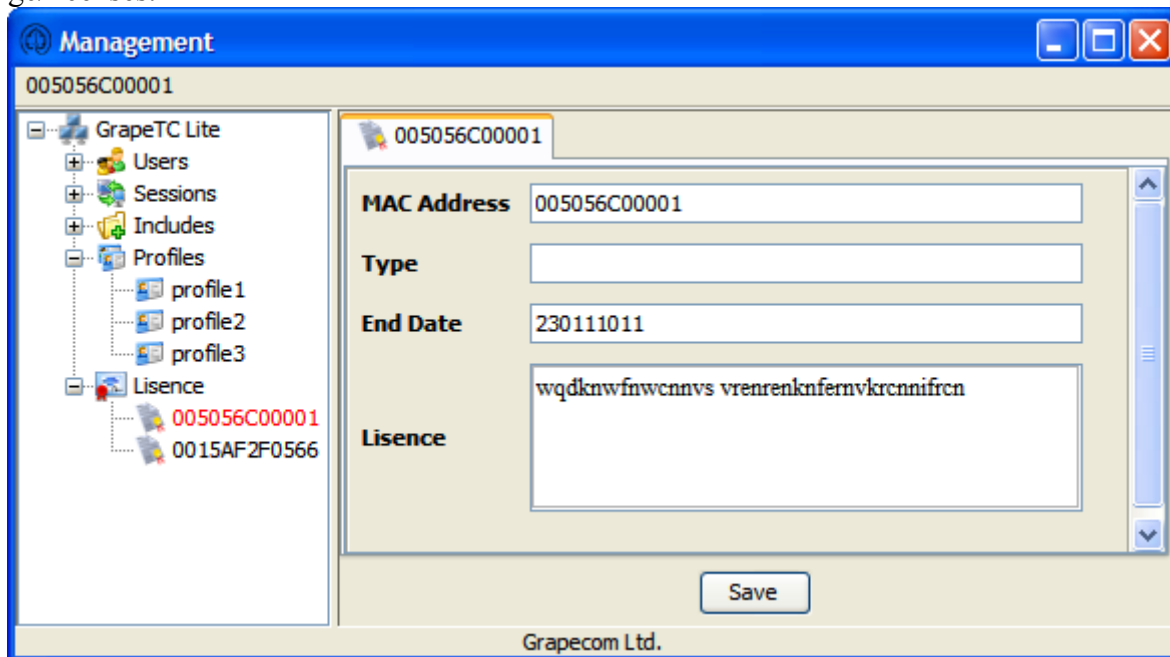 Management
005056C00001
GrapeTC Lite
Users
Sessions
Includes
Profiles
profile1
profile2
profile3
Lisence
005056C00001
0015AF2F0566
005056C00001
MAC Address 005056C00001
Type
End Date 230111011
Lisence wqdknwfnwcnnvs vrenrenknfernvkrcnnifrcn
Save
Grapecom Ltd.